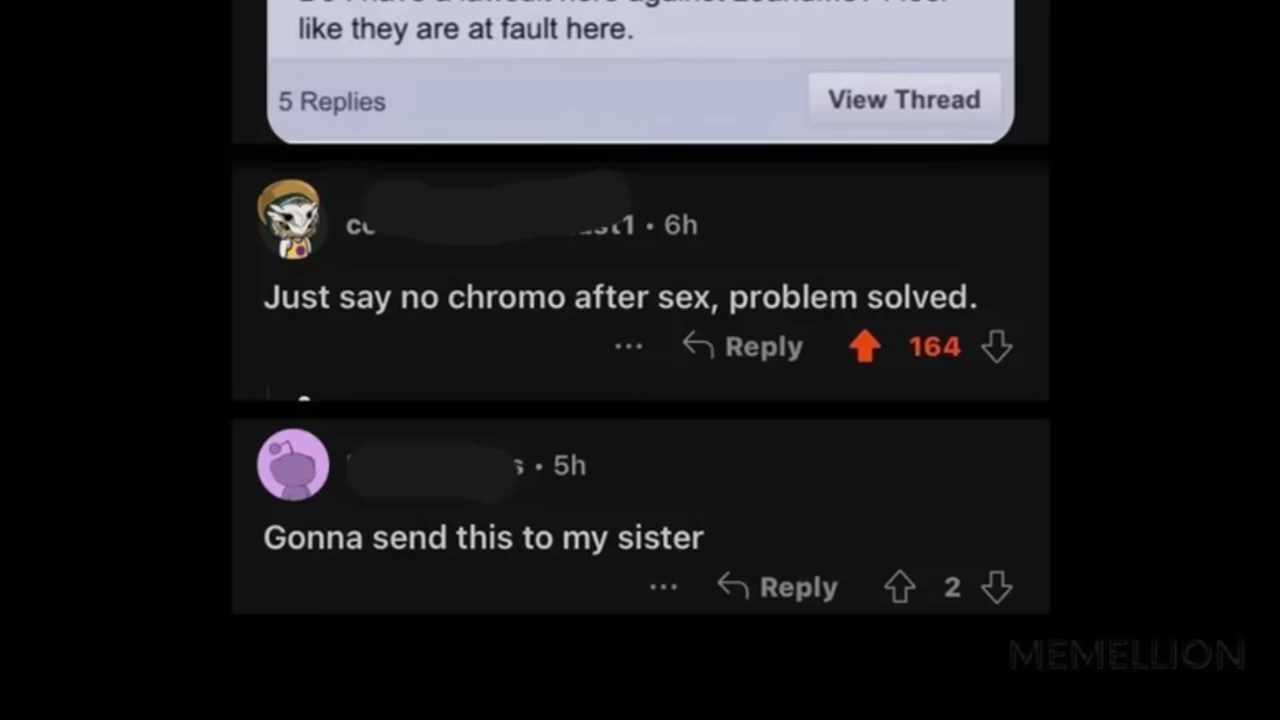 like they are at fault here.
5 Replies
View Thread
• 6h
Just say no chromo after sex, problem solved.
... Reply 164
• 5h
Gonna send this to my sister
... Reply 2
MEMELLION